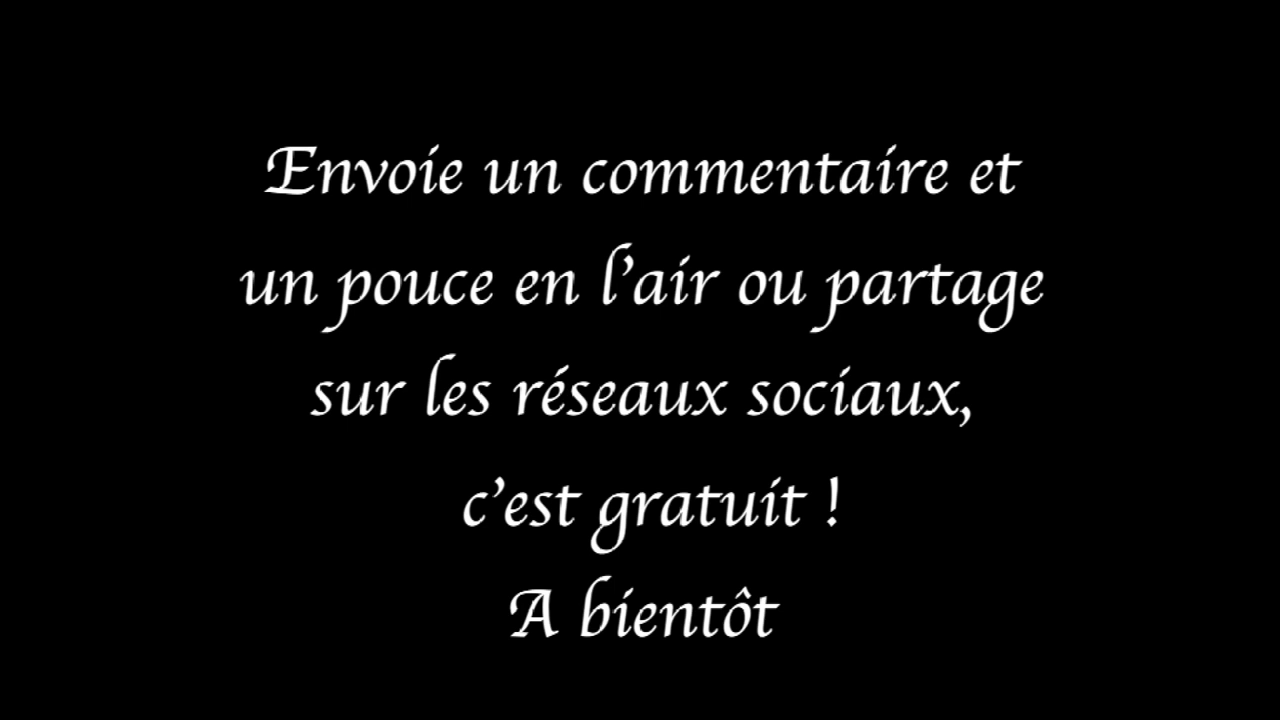 Envoie un commentaire et
un pouce en l'air ou partage
sur les réseaux sociaux,
c'est gratuit !
A bientôt